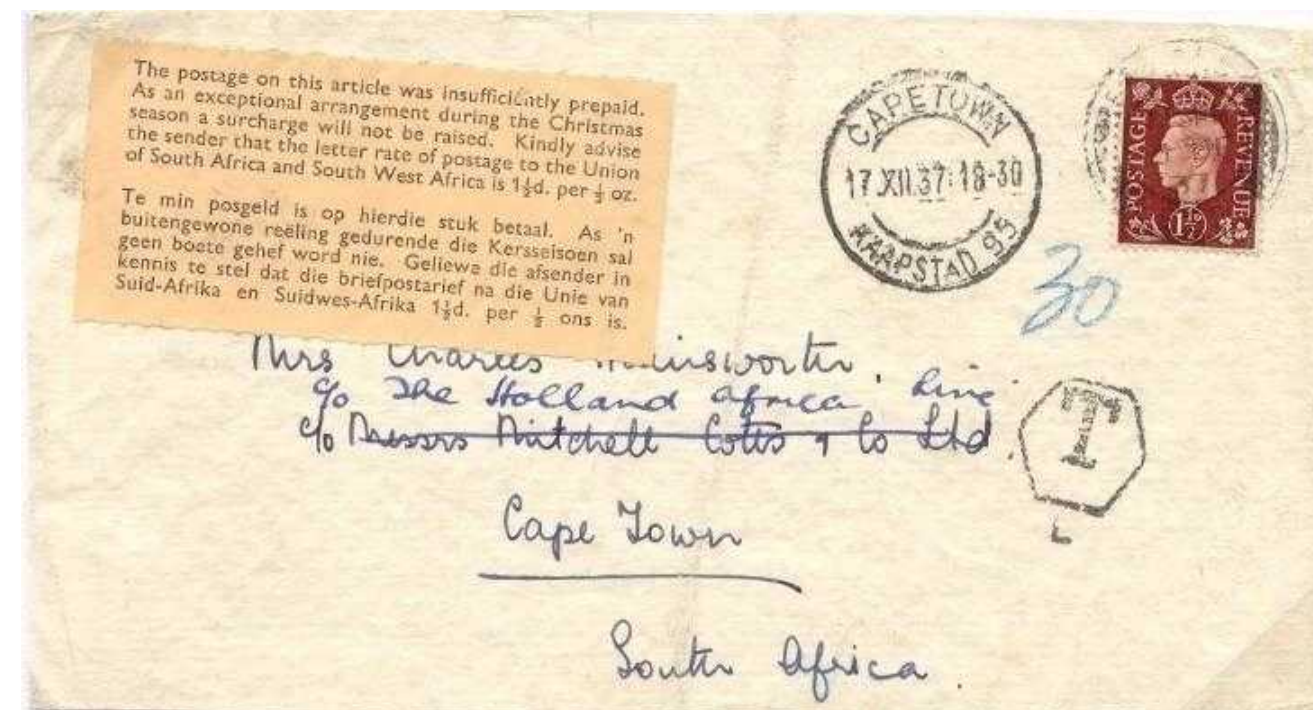 The postage on this article was insufficiently prepaid.
As an exceptional arrangement during the Christmas
season a surcharge will not be raised. Kindly advise
the sender that the letter rate of postage to the Union
of South Africa and South West Africa is 1½d. per ½ oz.
Te min posgeld is op hierdie stuk betaal. As 'n
buitengewone reëling gedurende die Kersseisoen sal
geen boete gehef word nie. Geliewe die afsender in
kennis te stel dat die briefpostarief na die Unie van
Suid-Afrika en Suidwes-Afrika 1½d. per ½ ons is.
CAPETOWN
17 XII 37 18-30
KAAPSTAD 95
POSTAGE REVENUE
1½D
30
Mrs Charles
c/o The Holland Africa Line
c/o Messrs Mitchell Cotts & Co Ltd.
T
L
Cape Town
South Africa.